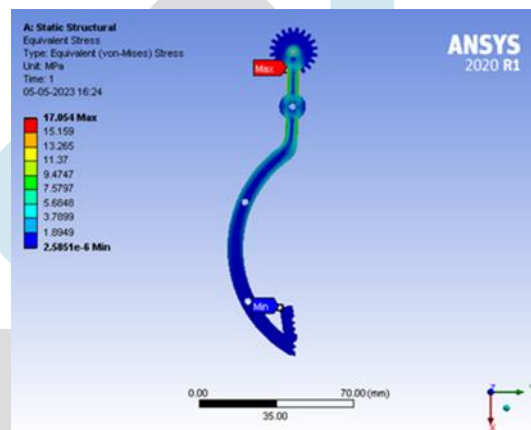 A: Static Structural
Equivalent Stress
Type: Equivalent (von-Mises) Stress
Unit: MPa
Time: 1
05-05-2023 16:24
17.054 Max
15.159
13.265
11.37
9.4747
7.5797
5.6848
3.7899
1.8949
2.5851e-6 Min
ANSYS
2020 R1
Max
Min
0.00
70.00 (mm)
35.00
Z
Y
X